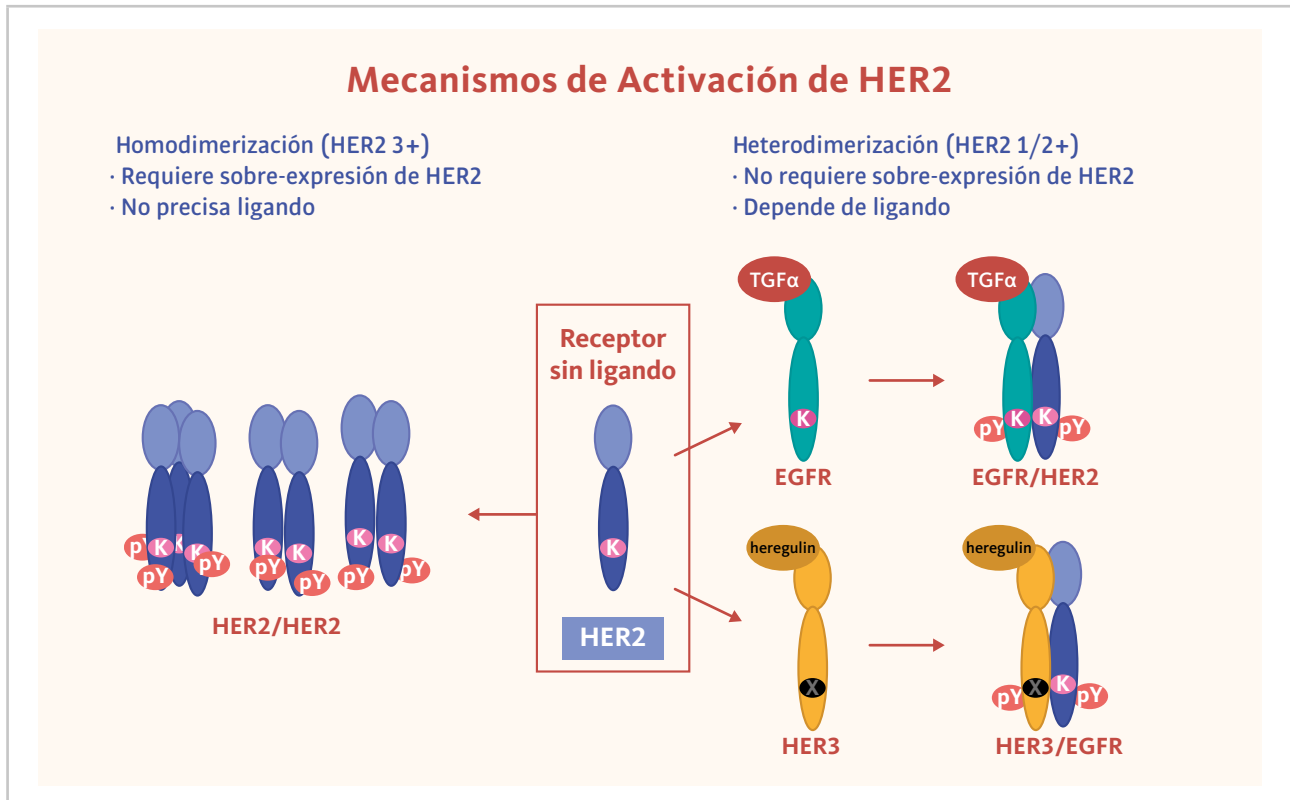 Mecanismos de Activación de HER2
Homodimerización (HER2 3+)
· Requiere sobre-expresión de HER2
· No precisa ligando
Heterodimerización (HER2 1/2+)
· No requiere sobre-expresión de HER2
· Depende de ligando
TGFα
TGFα
Receptor
sin ligando
K
K
K
pY
pY
EGFR
EGFR/HER2
K
K
K
K
K
K
K
K
pY
pY
pY
pY
pY
pY
pY
HER2/HER2
HER2
heregulin
heregulin
X
X
K
pY
pY
HER3
HER3/EGFR